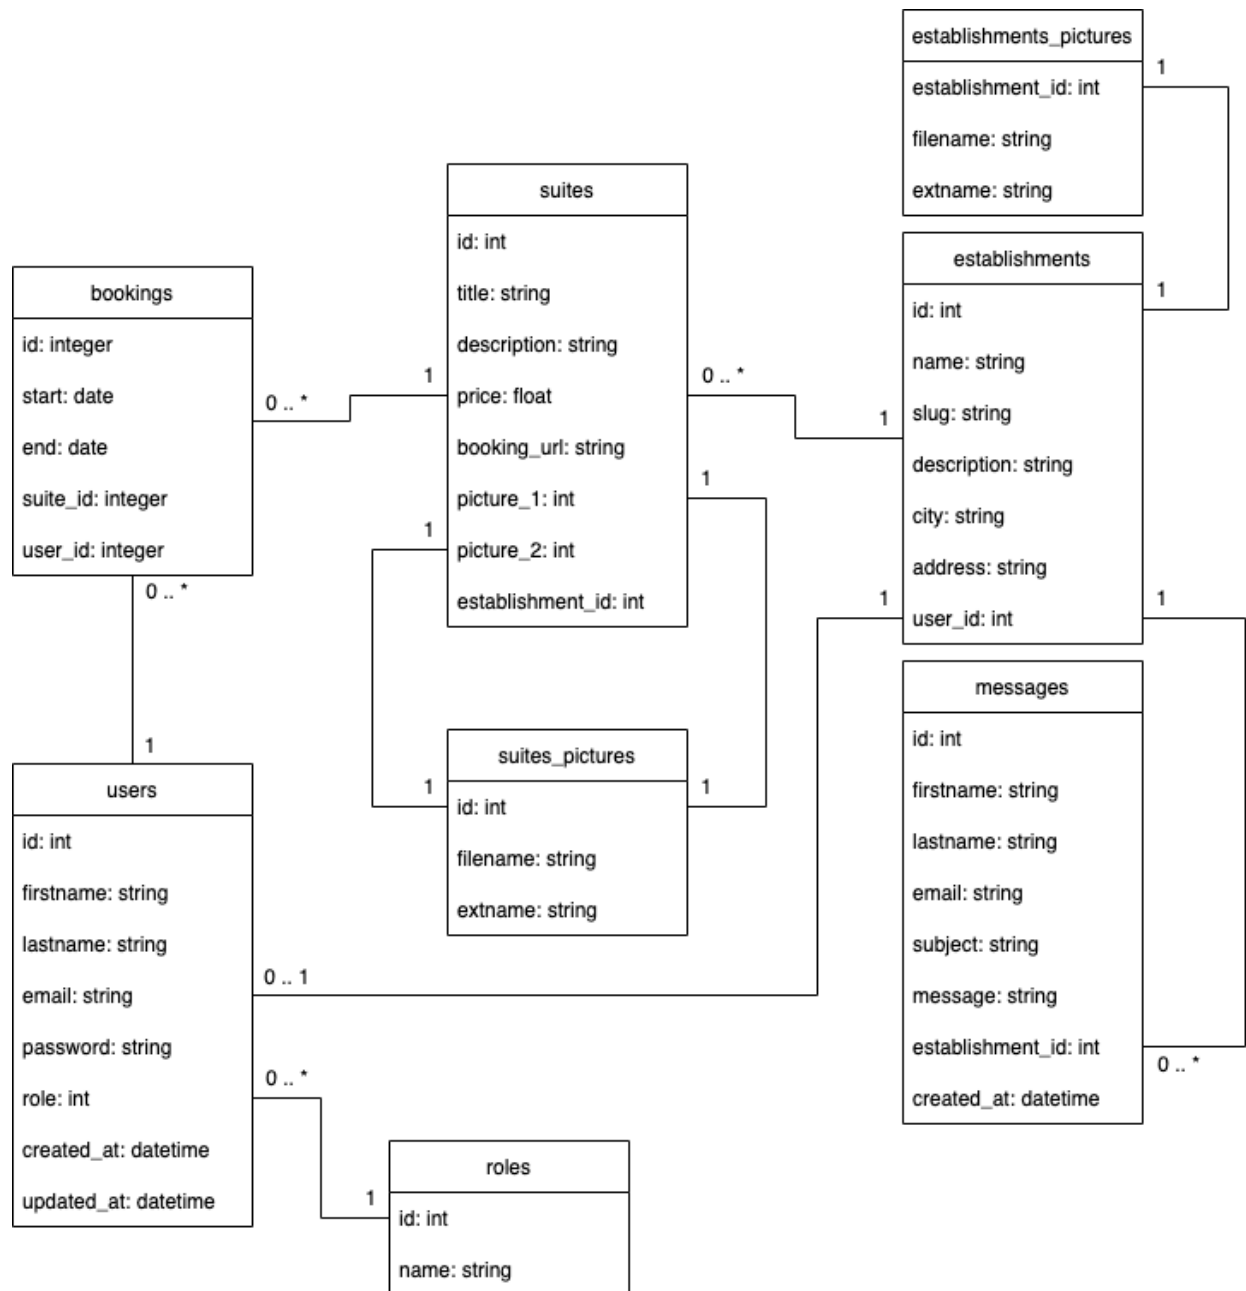 establishments_pictures
establishment_id: int
filename: string
extname: string
1
1
suites
id: int
title: string
description: string
price: float
booking_url: string
picture_1: int
picture_2: int
establishment_id: int
1
0 .. *
1
1
establishments
id: int
name: string
slug: string
description: string
city: string
address: string
user_id: int
1
1
1
bookings
id: integer
start: date
end: date
suite_id: integer
user_id: integer
0 .. *
0 .. *
1
messages
id: int
firstname: string
lastname: string
email: string
subject: string
message: string
establishment_id: int
created_at: datetime
0 .. *
suites_pictures
id: int
filename: string
extname: string
1
1
users
id: int
firstname: string
lastname: string
email: string
password: string
role: int
created_at: datetime
updated_at: datetime
0 .. 1
0 .. *
1
roles
id: int
name: string